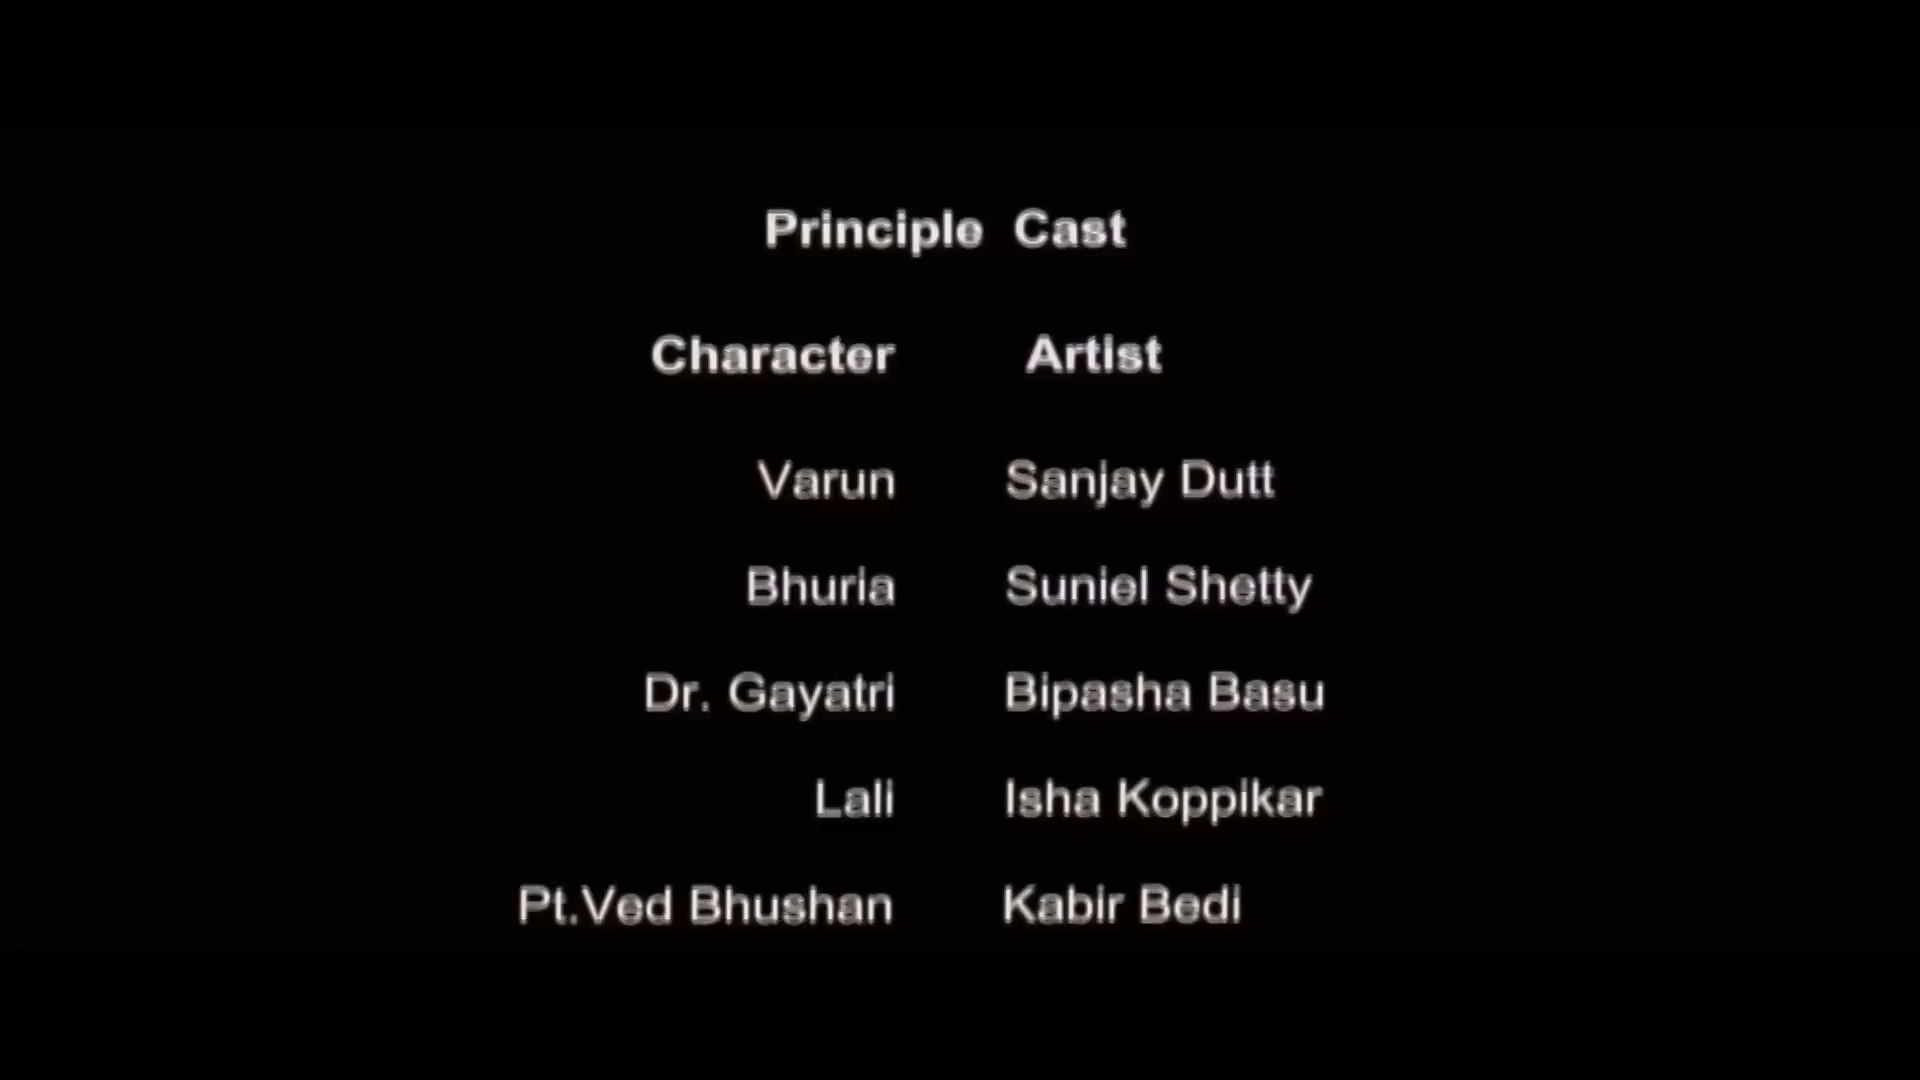 Principle Cast
Character Artist
Varun Sanjay Dutt
Bhuria Suniel Shetty
Dr. Gayatri Bipasha Basu
Lali Isha Koppikar
Pt.Ved Bhushan Kabir Bedi